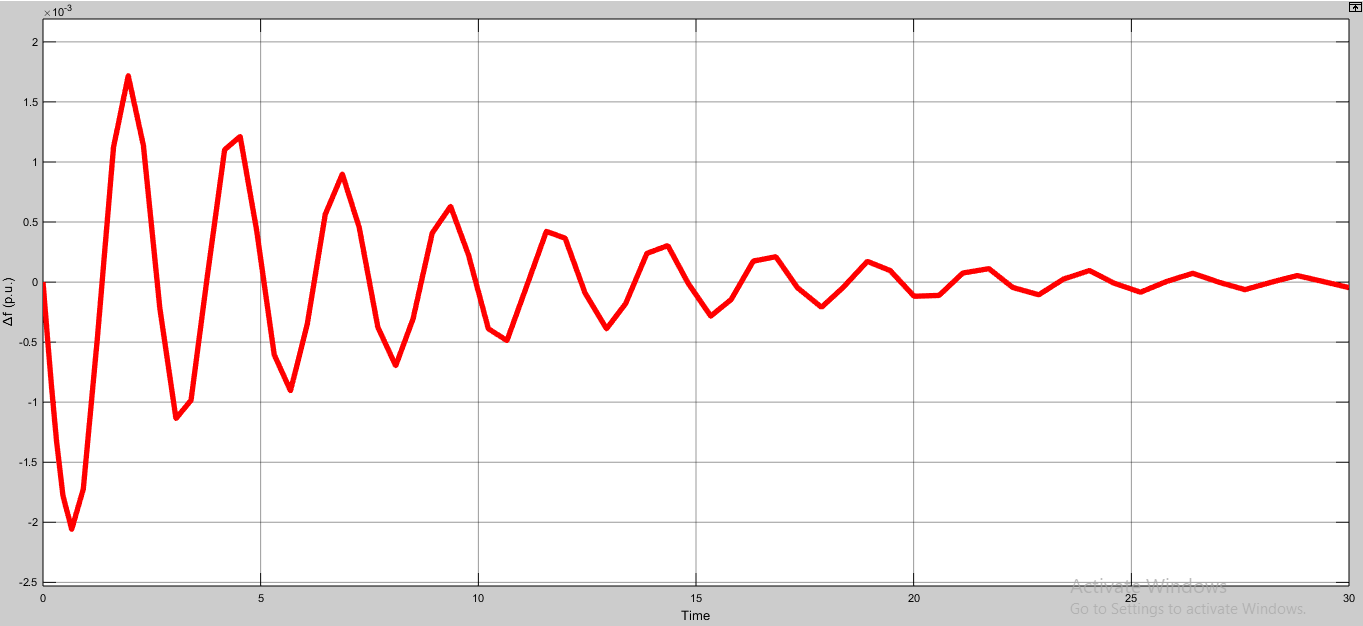 ×10-3
2
1.5
1
0.5
0
-0.5
-1
-1.5
-2
-2.5
Δf (p.u.)
0 5 10 15 20 25 30
Time
Activate Windows
Go to Settings to activate Windows.